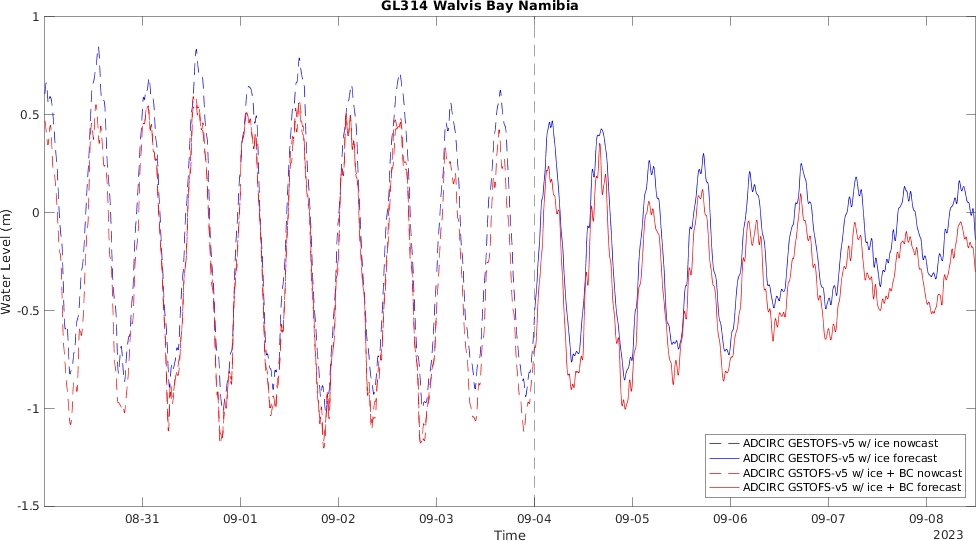 GL314 Walvis Bay Namibia
1
0.5
0
-0.5
-1
-1.5
Water Level (m)
08-31
09-01
09-02
09-03
09-04
09-05
09-06
09-07
09-08
Time
2023
ADCIRC GESTOFS-v5 w/ ice nowcast
ADCIRC GESTOFS-v5 w/ ice forecast
ADCIRC GSTOFS-v5 w/ ice + BC nowcast
ADCIRC GSTOFS-v5 w/ ice + BC forecast